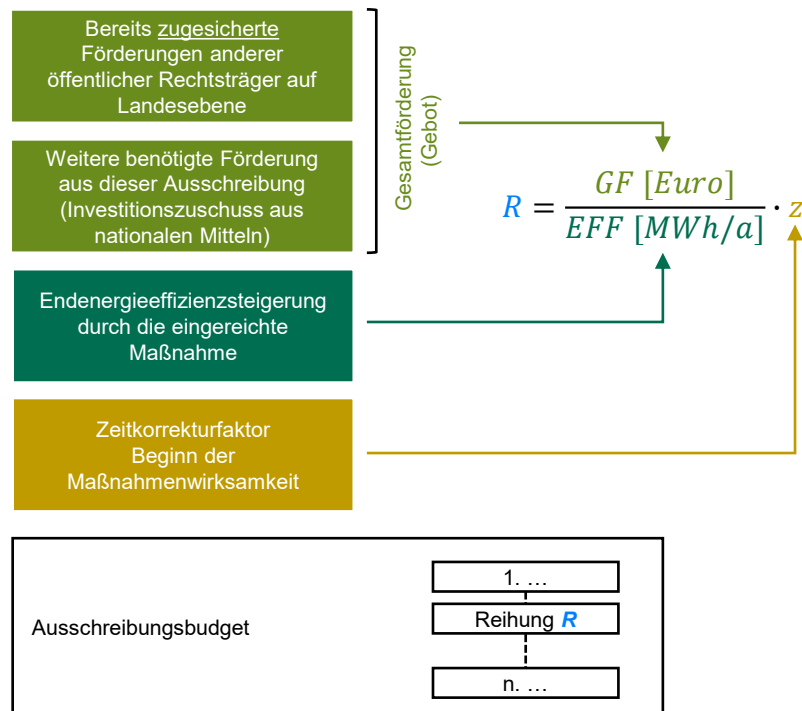 Bereits zugesicherte
Förderungen anderer
öffentlicher Rechtsträger auf
Landesebene
Weitere benötigte Förderung
aus dieser Ausschreibung
(Investitionszuschuss aus
nationalen Mitteln)
Gesamtförderung
(Gebot)
R = GF [Euro] / EFF [MWh/a] · z
Endenergieeffizienzsteigerung
durch die eingereichte
Maßnahme
Zeitkorrekturfaktor
Beginn der
Maßnahmenwirksamkeit
Ausschreibungsbudget
1. …
Reihung R
n. …